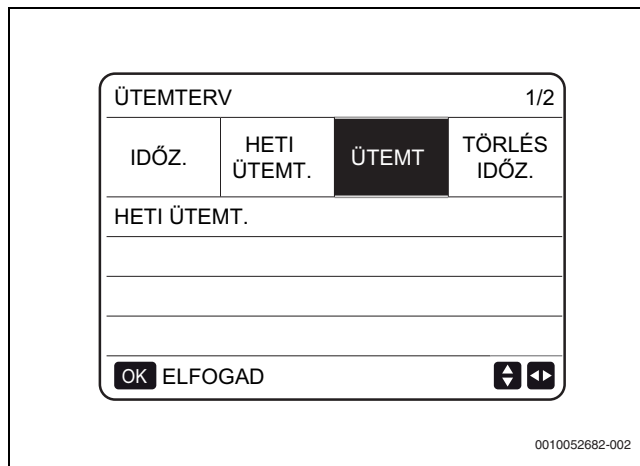 ÜTEMTERV 1/2
IDŐZ. HETI ÜTEMT. ÜTEMT TÖRLÉS IDŐZ.
HETI ÜTEMT.
OK ELFOGAD
0010052682-002